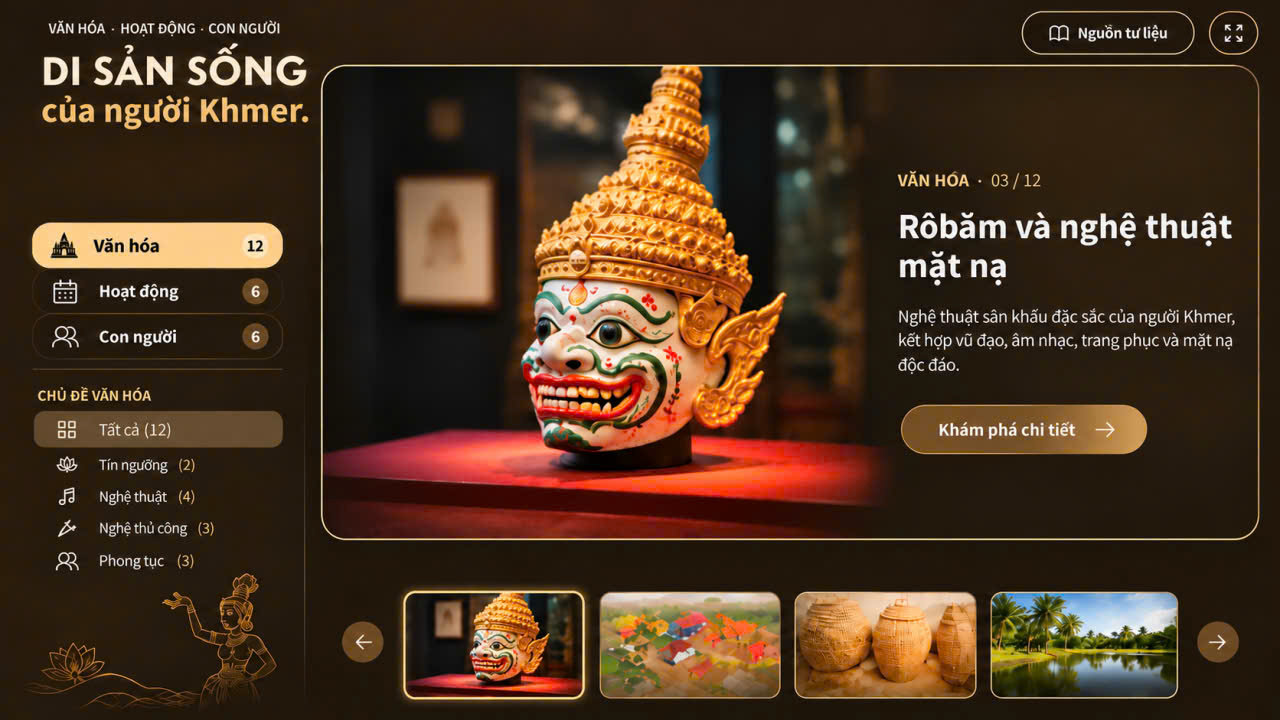 VĂN HÓA · HOẠT ĐỘNG · CON NGƯỜI
DI SẢN SỐNG
của người Khmer.
Nguồn tư liệu
Văn hóa 12
Hoạt động 6
Con người 6
CHỦ ĐỀ VĂN HÓA
Tất cả (12)
Tín ngưỡng (2)
Nghệ thuật (4)
Nghệ thủ công (3)
Phong tục (3)
VĂN HÓA · 03 / 12
Rôbăm và nghệ thuật
mặt nạ
Nghệ thuật sân khấu đặc sắc của người Khmer,
kết hợp vũ đạo, âm nhạc, trang phục và mặt nạ
độc đáo.
Khám phá chi tiết